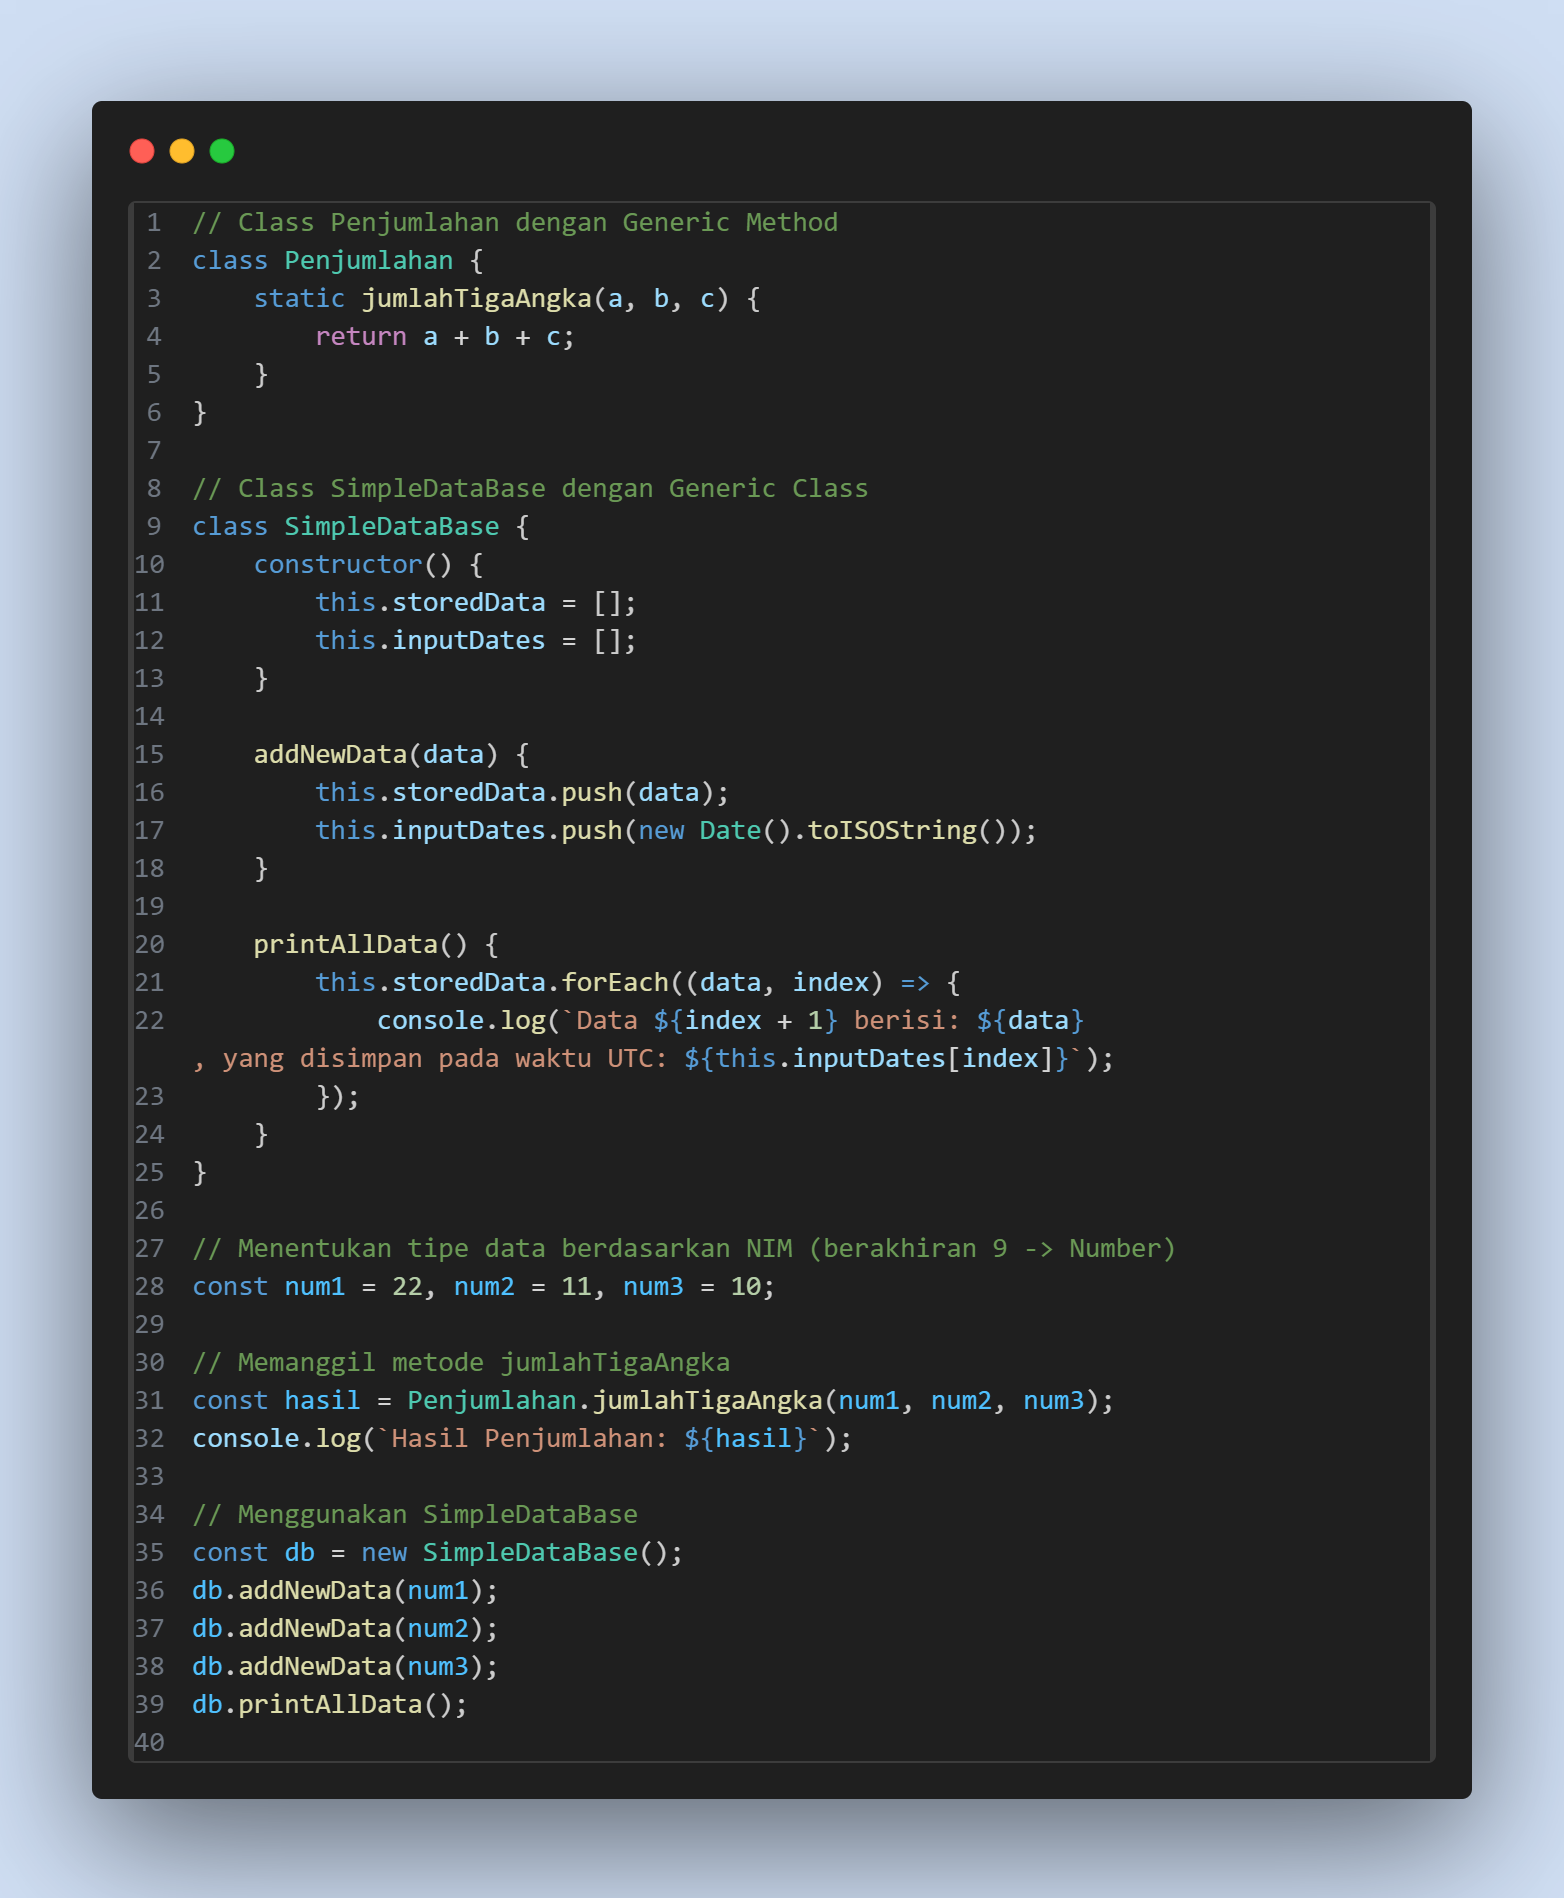 1 // Class Penjumlahan dengan Generic Method
2 class Penjumlahan {
3     static jumlahTigaAngka(a, b, c) {
4         return a + b + c;
5     }
6 }
7
8 // Class SimpleDataBase dengan Generic Class
9 class SimpleDataBase {
10     constructor() {
11         this.storedData = [];
12         this.inputDates = [];
13     }
14
15     addNewData(data) {
16         this.storedData.push(data);
17         this.inputDates.push(new Date().toISOString());
18     }
19
20     printAllData() {
21         this.storedData.forEach((data, index) => {
22             console.log(`Data ${index + 1} berisi: ${data}
, yang disimpan pada waktu UTC: ${this.inputDates[index]}`);
23         });
24     }
25 }
26
27 // Menentukan tipe data berdasarkan NIM (berakhiran 9 -> Number)
28 const num1 = 22, num2 = 11, num3 = 10;
29
30 // Memanggil metode jumlahTigaAngka
31 const hasil = Penjumlahan.jumlahTigaAngka(num1, num2, num3);
32 console.log(`Hasil Penjumlahan: ${hasil}`);
33
34 // Menggunakan SimpleDataBase
35 const db = new SimpleDataBase();
36 db.addNewData(num1);
37 db.addNewData(num2);
38 db.addNewData(num3);
39 db.printAllData();
40